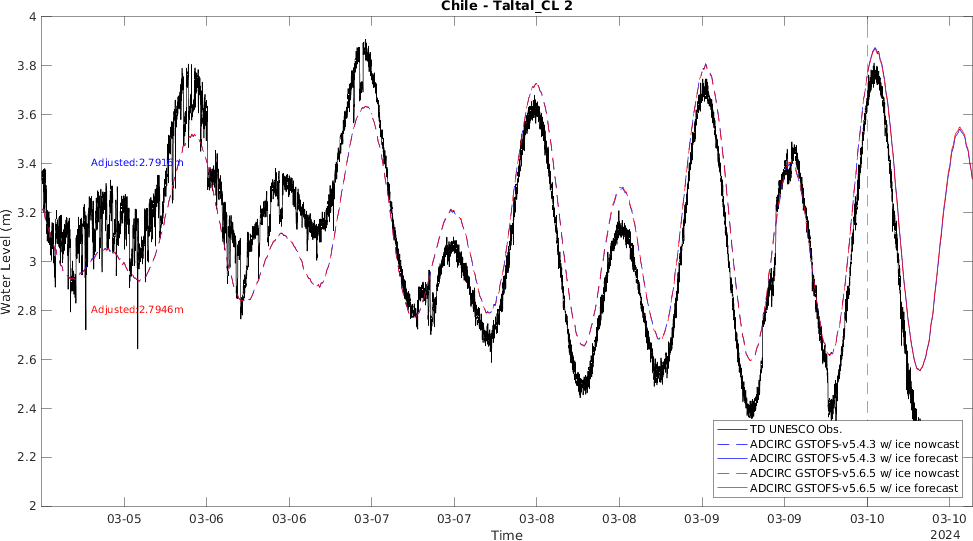 Chile - Taltal_CL 2
4
3.8
3.6
3.4
3.2
3
2.8
2.6
2.4
2.2
2
Water Level (m)
Adjusted:2.7915m
Adjusted:2.7946m
TD UNESCO Obs.
ADCIRC GSTOFS-v5.4.3 w/ ice nowcast
ADCIRC GSTOFS-v5.4.3 w/ ice forecast
ADCIRC GSTOFS-v5.6.5 w/ ice nowcast
ADCIRC GSTOFS-v5.6.5 w/ ice forecast
03-05 03-06 03-06 03-07 03-07 03-08 03-08 03-09 03-09 03-10 03-10
2024
Time